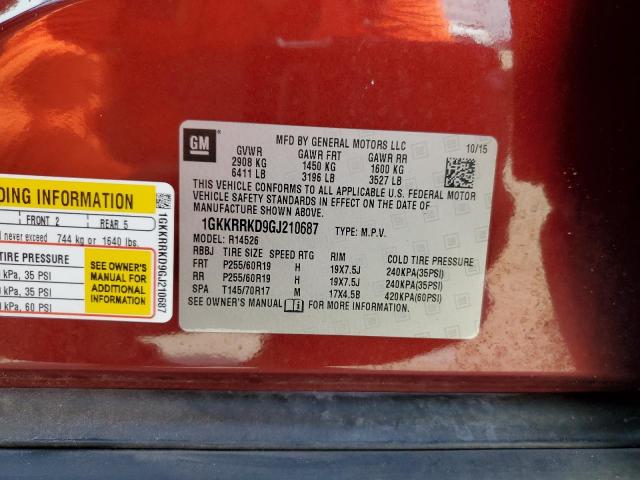 GM
MFD BY GENERAL MOTORS LLC 10/15
GVWR GAWR FRT GAWR RR
2908 KG 1450 KG 1600 KG
6411 LB 3196 LB 3527 LB
THIS VEHICLE CONFORMS TO ALL APPLICABLE U.S. FEDERAL MOTOR
VEHICLE SAFETY STANDARDS IN EFFECT ON THE DATE OF
MANUFACTURE SHOWN ABOVE.
1GKKRRKD9GJ210687 TYPE: M.P.V.
MODEL: R14526
RBBJ TIRE SIZE SPEED RTG RIM COLD TIRE PRESSURE
FRT P255/60R19 H 19X7.5J 240KPA(35PSI)
RR P255/60R19 H 19X7.5J 240KPA(35PSI)
SPA T145/70R17 M 17X4.5B 420KPA(60PSI)
SEE OWNER'S MANUAL FOR MORE INFORMATION.
DING INFORMATION
FRONT 2 REAR 5
never exceed 744 kg or 1640 lbs.
TIRE PRESSURE
kPa, 35 PSI
kPa, 35 PSI
kPa, 60 PSI
SEE OWNER'S
MANUAL FOR
ADDITIONAL
INFORMATION
1GKKRRKD9GJ210687